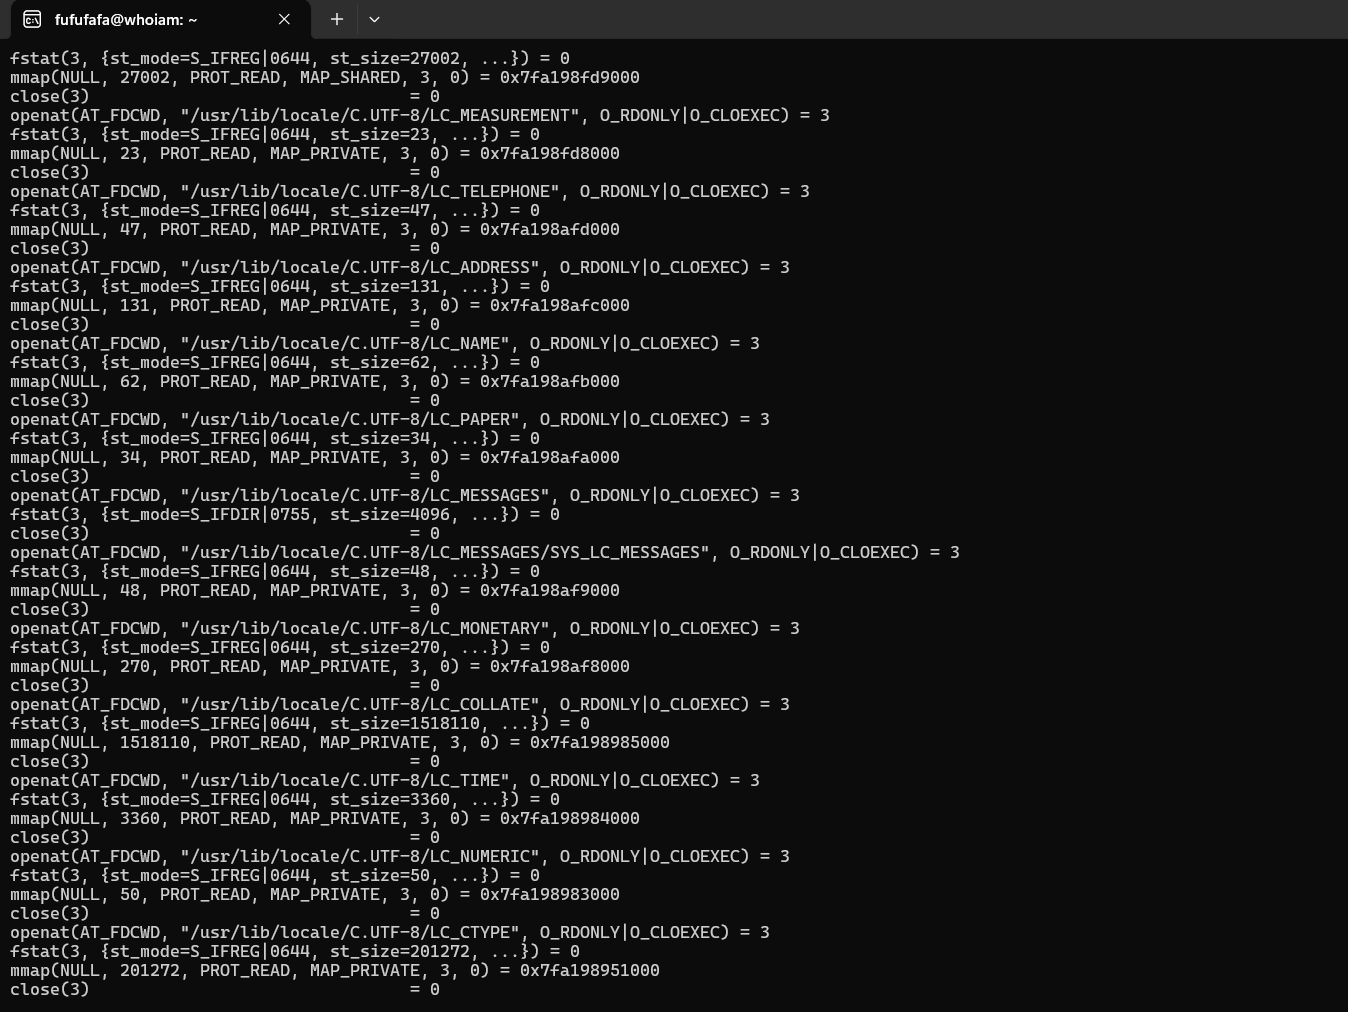 fufufafa@whoiam: ~
fstat(3, {st_mode=S_IFREG|0644, st_size=27002, ...}) = 0
mmap(NULL, 27002, PROT_READ, MAP_SHARED, 3, 0) = 0x7fa198fd9000
close(3)                                = 0
openat(AT_FDCWD, "/usr/lib/locale/C.UTF-8/LC_MEASUREMENT", O_RDONLY|O_CLOEXEC) = 3
fstat(3, {st_mode=S_IFREG|0644, st_size=23, ...}) = 0
mmap(NULL, 23, PROT_READ, MAP_PRIVATE, 3, 0) = 0x7fa198fd8000
close(3)                                = 0
openat(AT_FDCWD, "/usr/lib/locale/C.UTF-8/LC_TELEPHONE", O_RDONLY|O_CLOEXEC) = 3
fstat(3, {st_mode=S_IFREG|0644, st_size=47, ...}) = 0
mmap(NULL, 47, PROT_READ, MAP_PRIVATE, 3, 0) = 0x7fa198afd000
close(3)                                = 0
openat(AT_FDCWD, "/usr/lib/locale/C.UTF-8/LC_ADDRESS", O_RDONLY|O_CLOEXEC) = 3
fstat(3, {st_mode=S_IFREG|0644, st_size=131, ...}) = 0
mmap(NULL, 131, PROT_READ, MAP_PRIVATE, 3, 0) = 0x7fa198afc000
close(3)                                = 0
openat(AT_FDCWD, "/usr/lib/locale/C.UTF-8/LC_NAME", O_RDONLY|O_CLOEXEC) = 3
fstat(3, {st_mode=S_IFREG|0644, st_size=62, ...}) = 0
mmap(NULL, 62, PROT_READ, MAP_PRIVATE, 3, 0) = 0x7fa198afb000
close(3)                                = 0
openat(AT_FDCWD, "/usr/lib/locale/C.UTF-8/LC_PAPER", O_RDONLY|O_CLOEXEC) = 3
fstat(3, {st_mode=S_IFREG|0644, st_size=34, ...}) = 0
mmap(NULL, 34, PROT_READ, MAP_PRIVATE, 3, 0) = 0x7fa198afa000
close(3)                                = 0
openat(AT_FDCWD, "/usr/lib/locale/C.UTF-8/LC_MESSAGES", O_RDONLY|O_CLOEXEC) = 3
fstat(3, {st_mode=S_IFDIR|0755, st_size=4096, ...}) = 0
close(3)                                = 0
openat(AT_FDCWD, "/usr/lib/locale/C.UTF-8/LC_MESSAGES/SYS_LC_MESSAGES", O_RDONLY|O_CLOEXEC) = 3
fstat(3, {st_mode=S_IFREG|0644, st_size=48, ...}) = 0
mmap(NULL, 48, PROT_READ, MAP_PRIVATE, 3, 0) = 0x7fa198af9000
close(3)                                = 0
openat(AT_FDCWD, "/usr/lib/locale/C.UTF-8/LC_MONETARY", O_RDONLY|O_CLOEXEC) = 3
fstat(3, {st_mode=S_IFREG|0644, st_size=270, ...}) = 0
mmap(NULL, 270, PROT_READ, MAP_PRIVATE, 3, 0) = 0x7fa198af8000
close(3)                                = 0
openat(AT_FDCWD, "/usr/lib/locale/C.UTF-8/LC_COLLATE", O_RDONLY|O_CLOEXEC) = 3
fstat(3, {st_mode=S_IFREG|0644, st_size=1518110, ...}) = 0
mmap(NULL, 1518110, PROT_READ, MAP_PRIVATE, 3, 0) = 0x7fa198985000
close(3)                                = 0
openat(AT_FDCWD, "/usr/lib/locale/C.UTF-8/LC_TIME", O_RDONLY|O_CLOEXEC) = 3
fstat(3, {st_mode=S_IFREG|0644, st_size=3360, ...}) = 0
mmap(NULL, 3360, PROT_READ, MAP_PRIVATE, 3, 0) = 0x7fa198984000
close(3)                                = 0
openat(AT_FDCWD, "/usr/lib/locale/C.UTF-8/LC_NUMERIC", O_RDONLY|O_CLOEXEC) = 3
fstat(3, {st_mode=S_IFREG|0644, st_size=50, ...}) = 0
mmap(NULL, 50, PROT_READ, MAP_PRIVATE, 3, 0) = 0x7fa198983000
close(3)                                = 0
openat(AT_FDCWD, "/usr/lib/locale/C.UTF-8/LC_CTYPE", O_RDONLY|O_CLOEXEC) = 3
fstat(3, {st_mode=S_IFREG|0644, st_size=201272, ...}) = 0
mmap(NULL, 201272, PROT_READ, MAP_PRIVATE, 3, 0) = 0x7fa198951000
close(3)                                = 0